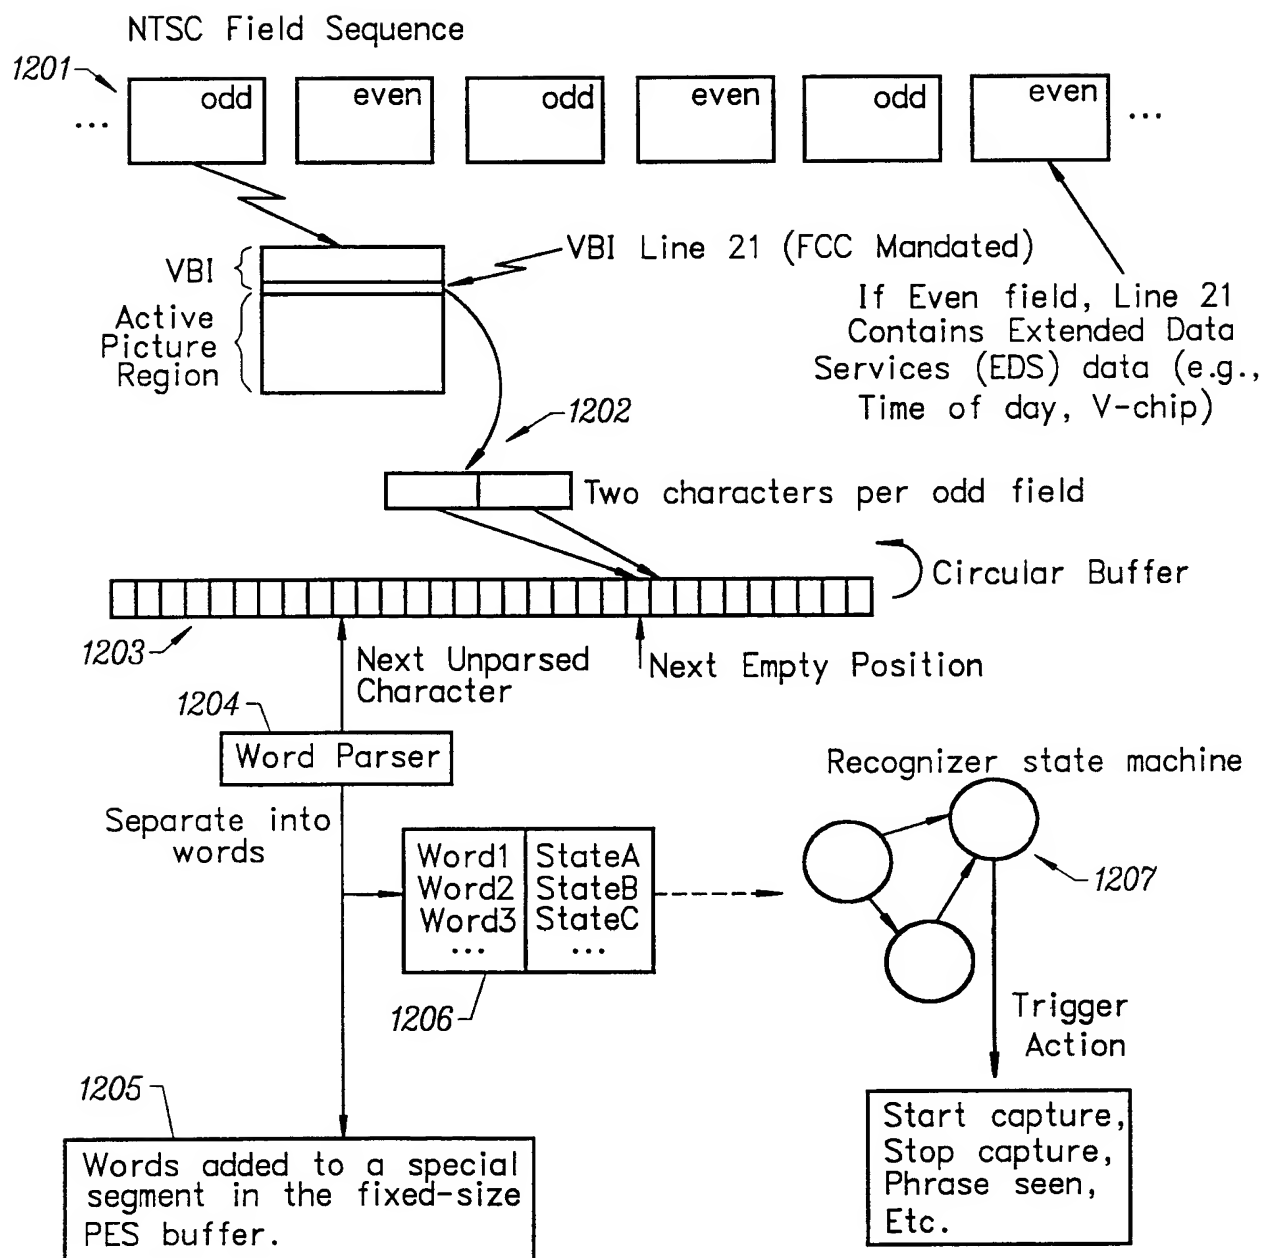 NTSC Field Sequence
1201
... odd even odd even odd even ...
VBI
VBI Line 21 (FCC Mandated)
Active
Picture
Region
If Even field, Line 21
Contains Extended Data
Services (EDS) data (e.g.,
Time of day, V-chip)
1202
Two characters per odd field
Circular Buffer
1203
Next Unparsed
Character
Next Empty Position
1204
Word Parser
Separate into
words
Word1 StateA
Word2 StateB
Word3 StateC
... ...
1206
Recognizer state machine
1207
Trigger
Action
1205
Words added to a special
segment in the fixed-size
PES buffer.
Start capture,
Stop capture,
Phrase seen,
Etc.